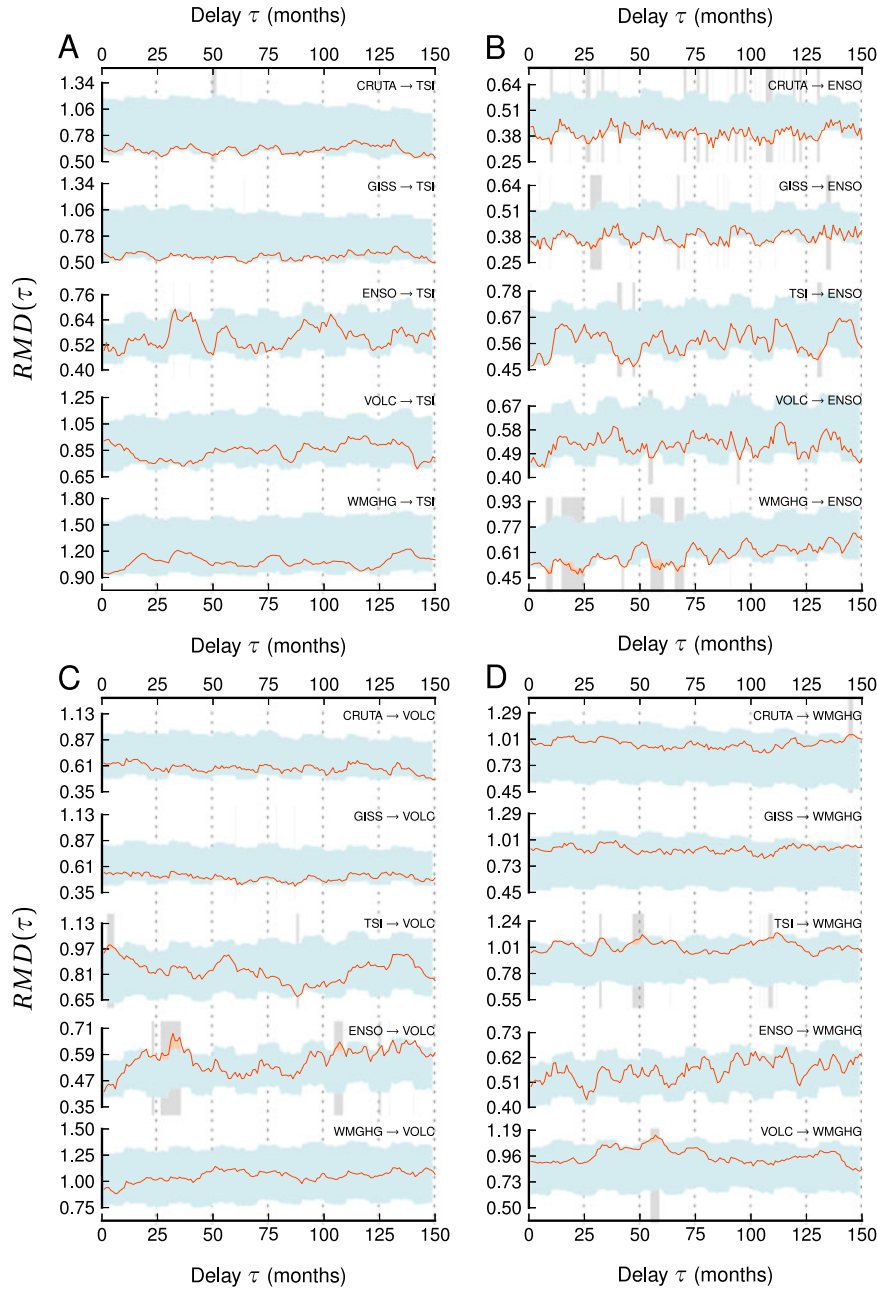 Delay τ (months)
Delay τ (months)
A
B
0 25 50 75 100 125 150
0 25 50 75 100 125 150
CRUTA → TSI
1.34
1.06
0.78
0.50
CRUTA → ENSO
0.64
0.51
0.38
0.25
GISS → TSI
1.34
1.06
0.78
0.50
GISS → ENSO
0.64
0.51
0.38
0.25
RMD(τ)
ENSO → TSI
0.76
0.64
0.52
0.40
TSI → ENSO
0.78
0.67
0.56
0.45
VOLC → TSI
1.25
1.05
0.85
0.65
VOLC → ENSO
0.67
0.58
0.49
0.40
WMGHG → TSI
1.80
1.50
1.20
0.90
WMGHG → ENSO
0.93
0.77
0.61
0.45
0 25 50 75 100 125 150
0 25 50 75 100 125 150
Delay τ (months)
Delay τ (months)
C
D
0 25 50 75 100 125 150
0 25 50 75 100 125 150
CRUTA → VOLC
1.13
0.87
0.61
0.35
CRUTA → WMGHG
1.29
1.01
0.73
0.45
GISS → VOLC
1.13
0.87
0.61
0.35
GISS → WMGHG
1.29
1.01
0.73
0.45
RMD(τ)
TSI → VOLC
1.13
0.97
0.81
0.65
TSI → WMGHG
1.24
1.01
0.78
0.55
ENSO → VOLC
0.71
0.59
0.47
0.35
ENSO → WMGHG
0.73
0.62
0.51
0.40
WMGHG → VOLC
1.50
1.25
1.00
0.75
VOLC → WMGHG
1.19
0.96
0.73
0.50
0 25 50 75 100 125 150
0 25 50 75 100 125 150
Delay τ (months)
Delay τ (months)